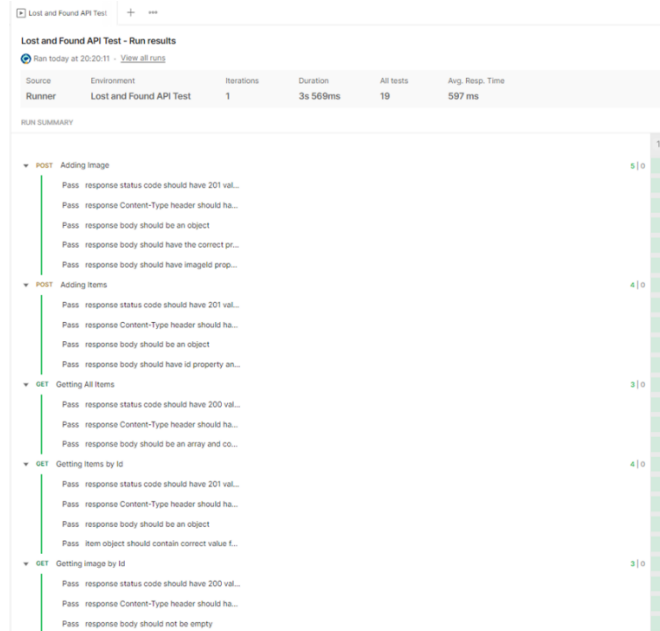 Lost and Found API Test
Lost and Found API Test - Run results
Ran today at 20:20:11 · View all runs
Source Environment Iterations Duration All tests Avg. Resp. Time
Runner Lost and Found API Test 1 3s 569ms 19 597 ms
RUN SUMMARY
1
POST Adding Image 5 | 0
Pass response status code should have 201 val...
Pass response Content-Type header should ha...
Pass response body should be an object
Pass response body should have the correct pr...
Pass response body should have imageId prop...
POST Adding Items 4 | 0
Pass response status code should have 201 val...
Pass response Content-Type header should ha...
Pass response body should be an object
Pass response body should have id property an...
GET Getting All Items 3 | 0
Pass response status code should have 200 val...
Pass response Content-Type header should ha...
Pass response body should be an array and co...
GET Getting Items by Id 4 | 0
Pass response status code should have 201 val...
Pass response Content-Type header should ha...
Pass response body should be an object
Pass Item object should contain correct value f...
GET Getting image by Id 3 | 0
Pass response status code should have 200 val...
Pass response Content-Type header should ha...
Pass response body should not be empty